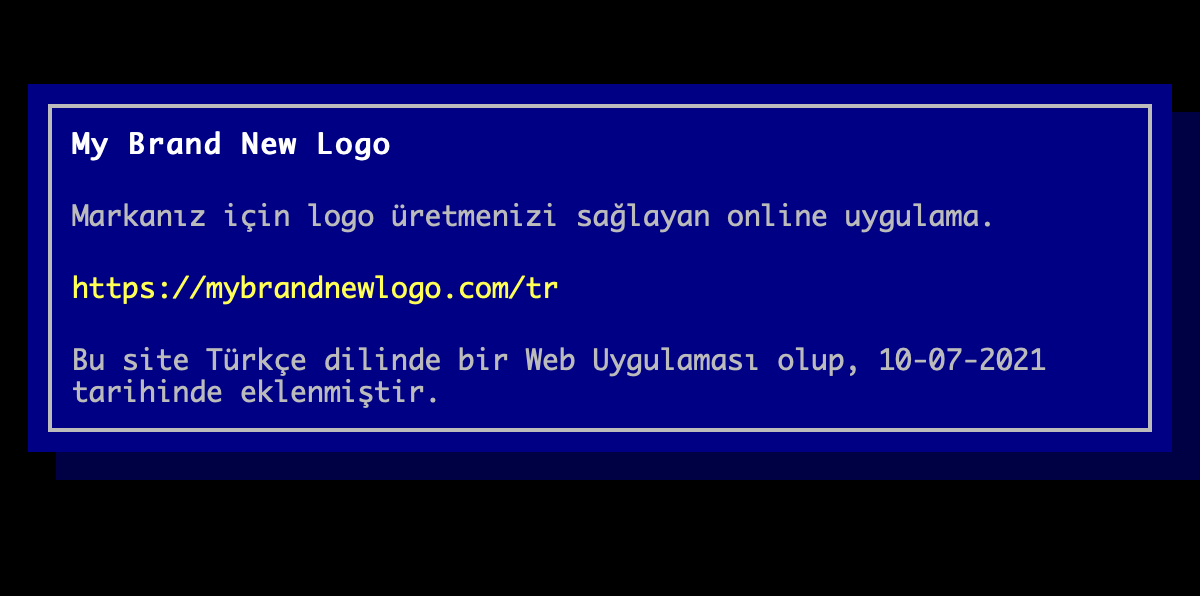 My Brand New Logo
Markanız için logo üretmenizi sağlayan online uygulama.
https://mybrandnewlogo.com/tr
Bu site Türkçe dilinde bir Web Uygulaması olup, 10-07-2021
tarihinde eklenmiştir.